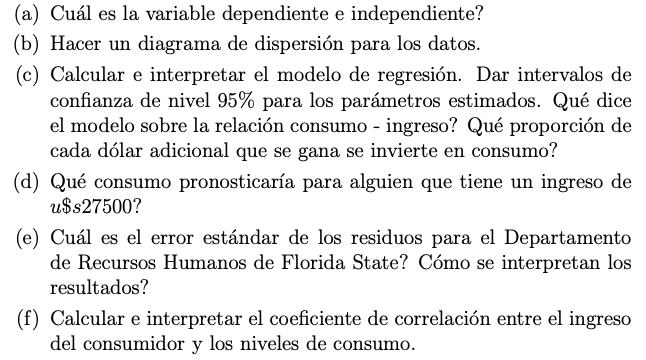 (a) Cuál es la variable dependiente e independiente?
(b) Hacer un diagrama de dispersión para los datos.
(c) Calcular e interpretar el modelo de regresión. Dar intervalos de
confianza de nivel 95% para los parámetros estimados. Qué dice
el modelo sobre la relación consumo - ingreso? Qué proporción de
cada dólar adicional que se gana se invierte en consumo?
(d) Qué consumo pronosticaría para alguien que tiene un ingreso de
u$s27500?
(e) Cuál es el error estándar de los residuos para el Departamento
de Recursos Humanos de Florida State? Cómo se interpretan los
resultados?
(f) Calcular e interpretar el coeficiente de correlación entre el ingreso
del consumidor y los niveles de consumo.